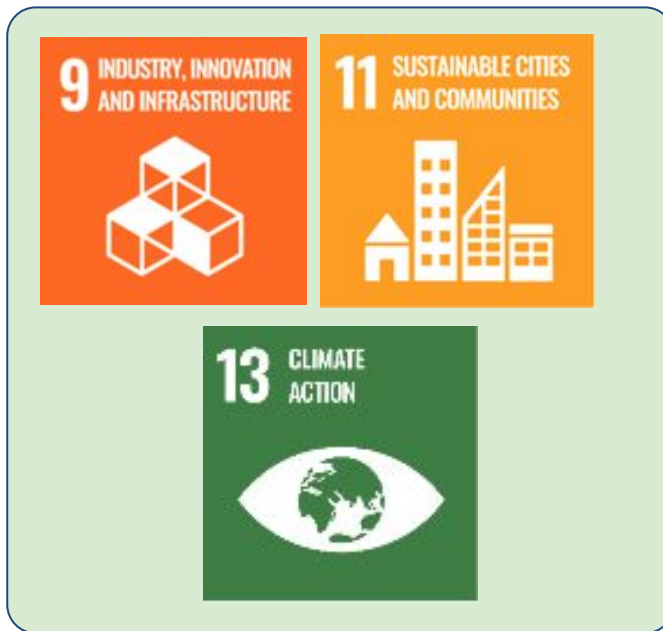 9 INDUSTRY, INNOVATION
AND INFRASTRUCTURE
11 SUSTAINABLE CITIES
AND COMMUNITIES
13 CLIMATE
ACTION